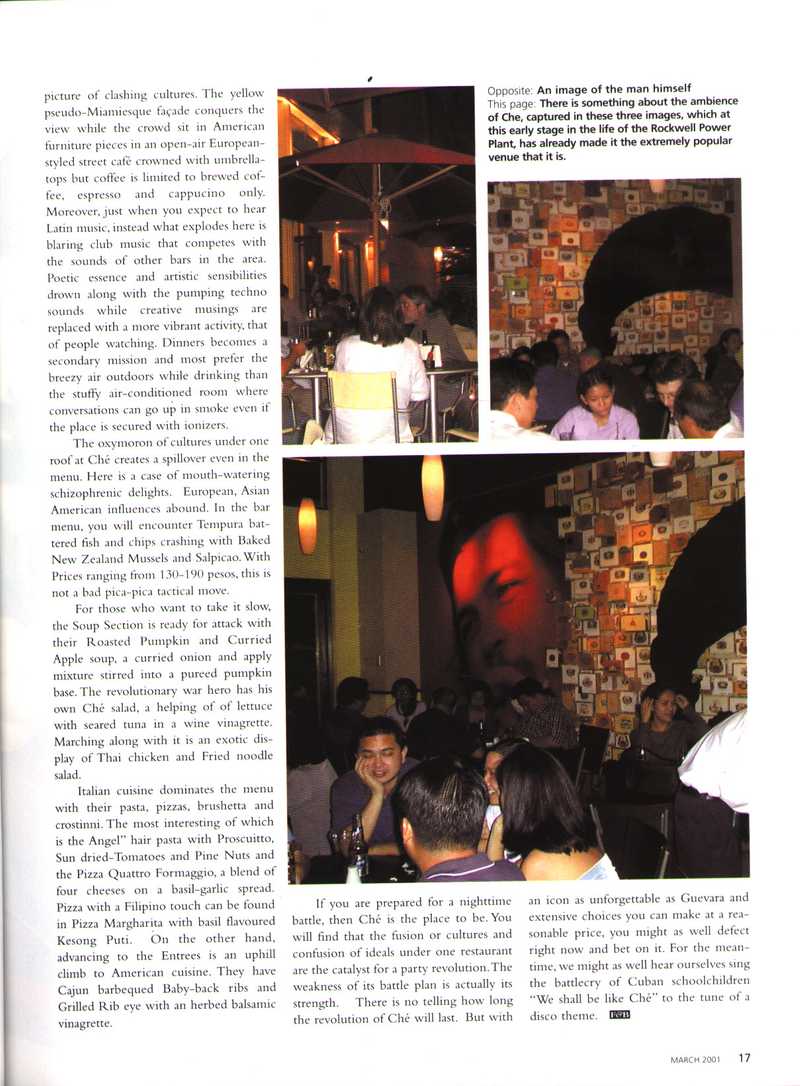 picture of clashing cultures. The yellow
pseudo-Miamiesque façade conquers the
view while the crowd sit in American
furniture pieces in an open-air European-
styled street café crowned with umbrella-
tops but coffee is limited to brewed cof-
fee, espresso and cappucino only.
Moreover, just when you expect to hear
Latin music, instead what explodes here is
blaring club music that competes with
the sounds of other bars in the area.
Poetic essence and artistic sensibilities
drown along with the pumping techno
sounds while creative musings are
replaced with a more vibrant activity, that
of people watching. Dinners becomes a
secondary mission and most prefer the
breezy air outdoors while drinking than
the stuffy air-conditioned room where
conversations can go up in smoke even if
the place is secured with ionizers.
The oxymoron of cultures under one
roof at Ché creates a spillover even in the
menu. Here is a case of mouth-watering
schizophrenic delights. European, Asian
American influences abound. In the bar
menu, you will encounter Tempura bat-
tered fish and chips crashing with Baked
New Zealand Mussels and Salpicao. With
Prices ranging from 130-190 pesos, this is
not a bad pica-pica tactical move.
For those who want to take it slow,
the Soup Section is ready for attack with
their Roasted Pumpkin and Curried
Apple soup, a curried onion and apply
mixture stirred into a pureed pumpkin
base. The revolutionary war hero has his
own Ché salad, a helping of of lettuce
with seared tuna in a wine vinagrette.
Marching along with it is an exotic dis-
play of Thai chicken and Fried noodle
salad.
Italian cuisine dominates the menu
with their pasta, pizzas, brushetta and
crostinni. The most interesting of which
is the Angel" hair pasta with Proscuitto,
Sun dried-Tomatoes and Pine Nuts and
the Pizza Quattro Formaggio, a blend of
four cheeses on a basil-garlic spread.
Pizza with a Filipino touch can be found
in Pizza Margharita with basil flavoured
Kesong Puti. On the other hand,
advancing to the Entrees is an uphill
climb to American cuisine. They have
Cajun barbequed Baby-back ribs and
Grilled Rib eye with an herbed balsamic
vinagrette.
Opposite: An image of the man himself
This page: There is something about the ambience
of Che, captured in these three images, which at
this early stage in the life of the Rockwell Power
Plant, has already made it the extremely popular
venue that it is.
If you are prepared for a nighttime
battle, then Ché is the place to be. You
will find that the fusion or cultures and
confusion of ideals under one restaurant
are the catalyst for a party revolution. The
weakness of its battle plan is actually its
strength. There is no telling how long
the revolution of Ché will last. But with
an icon as unforgettable as Guevara and
extensive choices you can make at a rea-
sonable price, you might as well defect
right now and bet on it. For the mean-
time, we might as well hear ourselves sing
the battlecry of Cuban schoolchildren
"We shall be like Ché" to the tune of a
disco theme. F&B
MARCH 2001 17